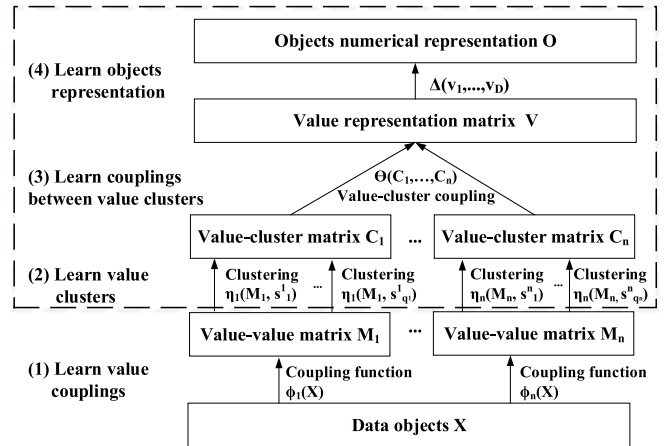 Objects numerical representation O
(4) Learn objects
representation
Δ(v₁,...,v_D)
Value representation matrix V
(3) Learn couplings
between value clusters
Θ(C₁,...,Cₙ)
Value-cluster coupling
Value-cluster matrix C₁
...
Value-cluster matrix Cₙ
(2) Learn value
clusters
Clustering
η₁(M₁, s¹₁)
...
Clustering
η₁(M₁, s¹_q¹)
Clustering
ηₙ(Mₙ, sⁿ₁)
...
Clustering
ηₙ(Mₙ, sⁿ_qⁿ)
Value-value matrix M₁
...
Value-value matrix Mₙ
(1) Learn value
couplings
Coupling function
ϕ₁(X)
Coupling function
ϕₙ(X)
Data objects X